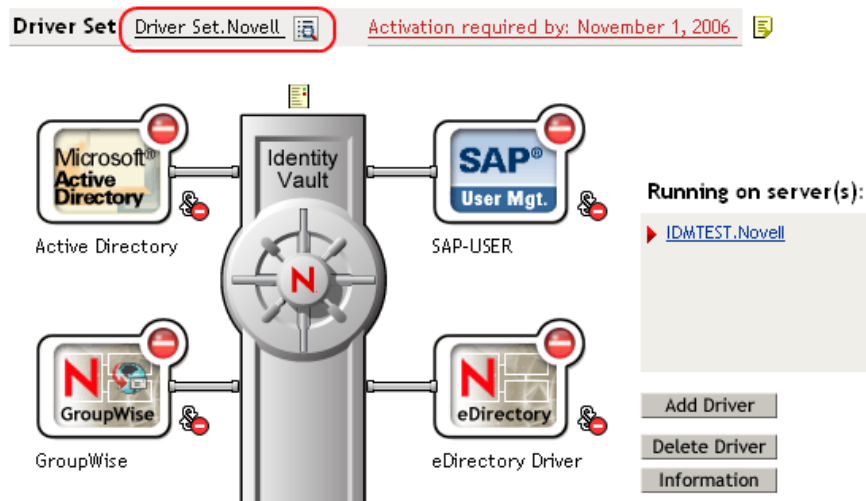 Driver Set Driver Set.Novell Activation required by: November 1, 2006
Microsoft®
Active
Directory
Active Directory
Identity
Vault
N
SAP®
User Mgt.
SAP-USER
Running on server(s):
IDMTEST.Novell
N
GroupWise
GroupWise
N
eDirectory
eDirectory Driver
Add Driver
Delete Driver
Information